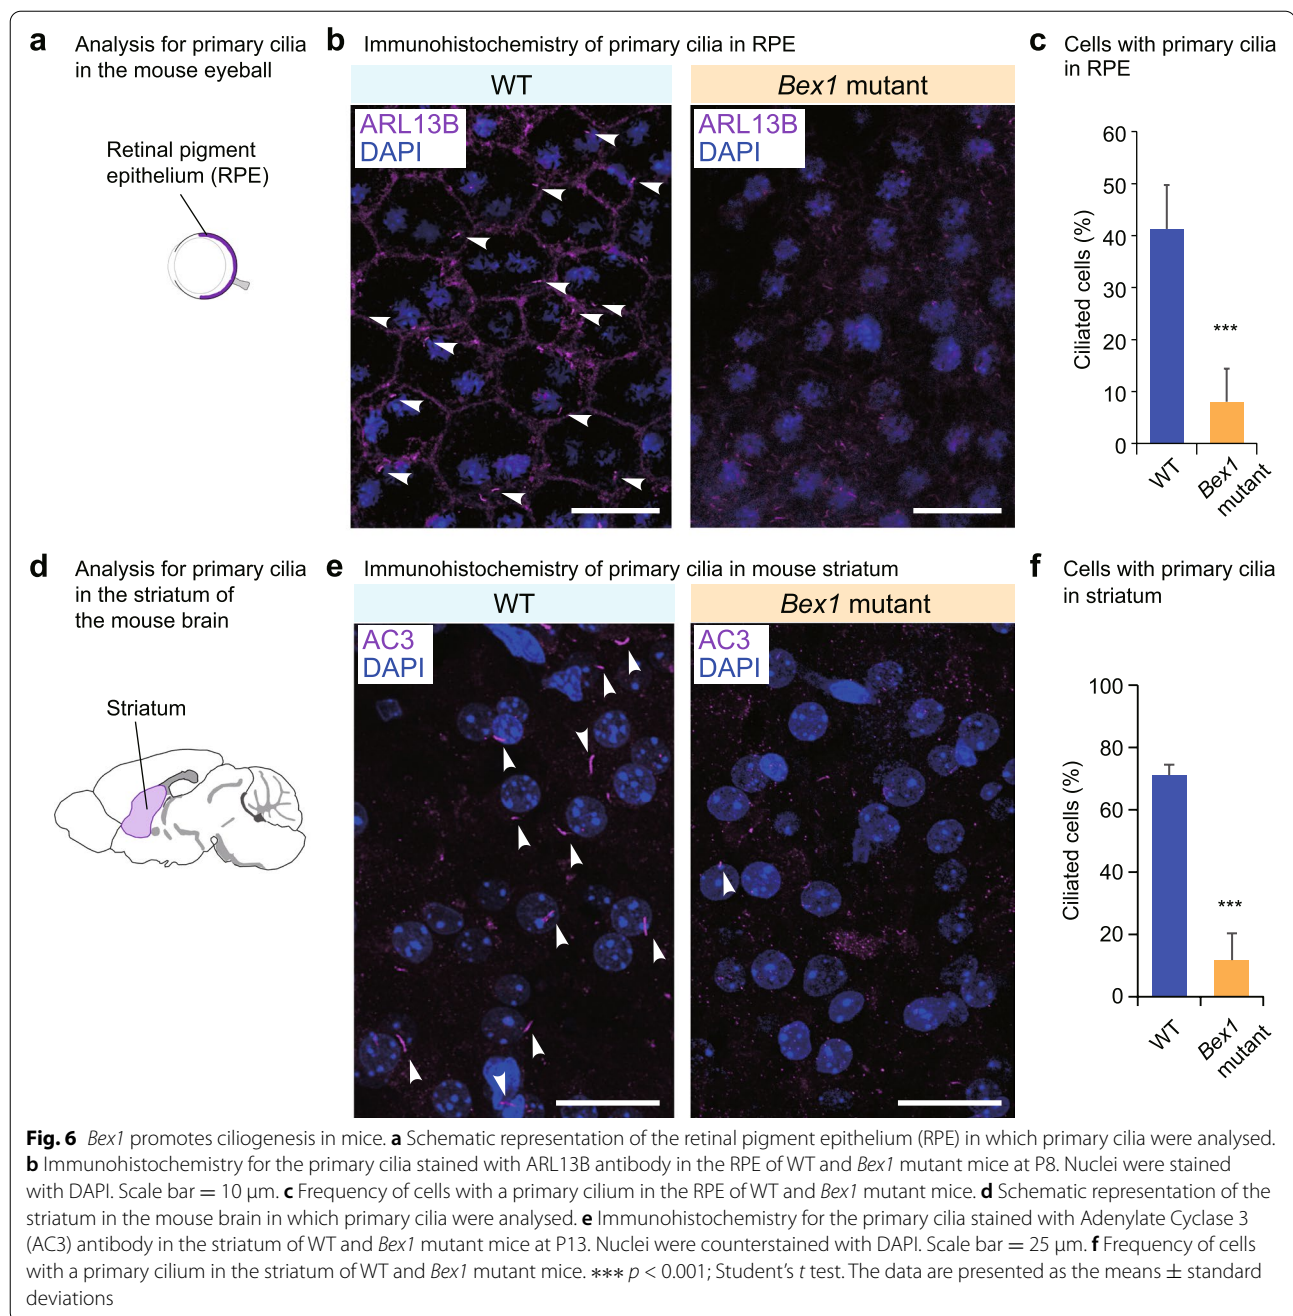 a Analysis for primary cilia
in the mouse eyeball
Retinal pigment
epithelium (RPE)
b Immunohistochemistry of primary cilia in RPE
WT
Bex1 mutant
ARL13B
DAPI
ARL13B
DAPI
c Cells with primary cilia
in RPE
Ciliated cells (%)
60
50
40
30
20
10
0
***
WT
Bex1
mutant
d Analysis for primary cilia
in the striatum of
the mouse brain
Striatum
e Immunohistochemistry of primary cilia in mouse striatum
WT
Bex1 mutant
AC3
DAPI
AC3
DAPI
f Cells with primary cilia
in striatum
Ciliated cells (%)
100
80
60
40
20
0
***
WT
Bex1
mutant
Fig. 6 Bex1 promotes ciliogenesis in mice. a Schematic representation of the retinal pigment epithelium (RPE) in which primary cilia were analysed.
b Immunohistochemistry for the primary cilia stained with ARL13B antibody in the RPE of WT and Bex1 mutant mice at P8. Nuclei were stained
with DAPI. Scale bar = 10 μm. c Frequency of cells with a primary cilium in the RPE of WT and Bex1 mutant mice. d Schematic representation of the
striatum in the mouse brain in which primary cilia were analysed. e Immunohistochemistry for the primary cilia stained with Adenylate Cyclase 3
(AC3) antibody in the striatum of WT and Bex1 mutant mice at P13. Nuclei were counterstained with DAPI. Scale bar = 25 μm. f Frequency of cells
with a primary cilium in the striatum of WT and Bex1 mutant mice. *** p < 0.001; Student's t test. The data are presented as the means ± standard
deviations